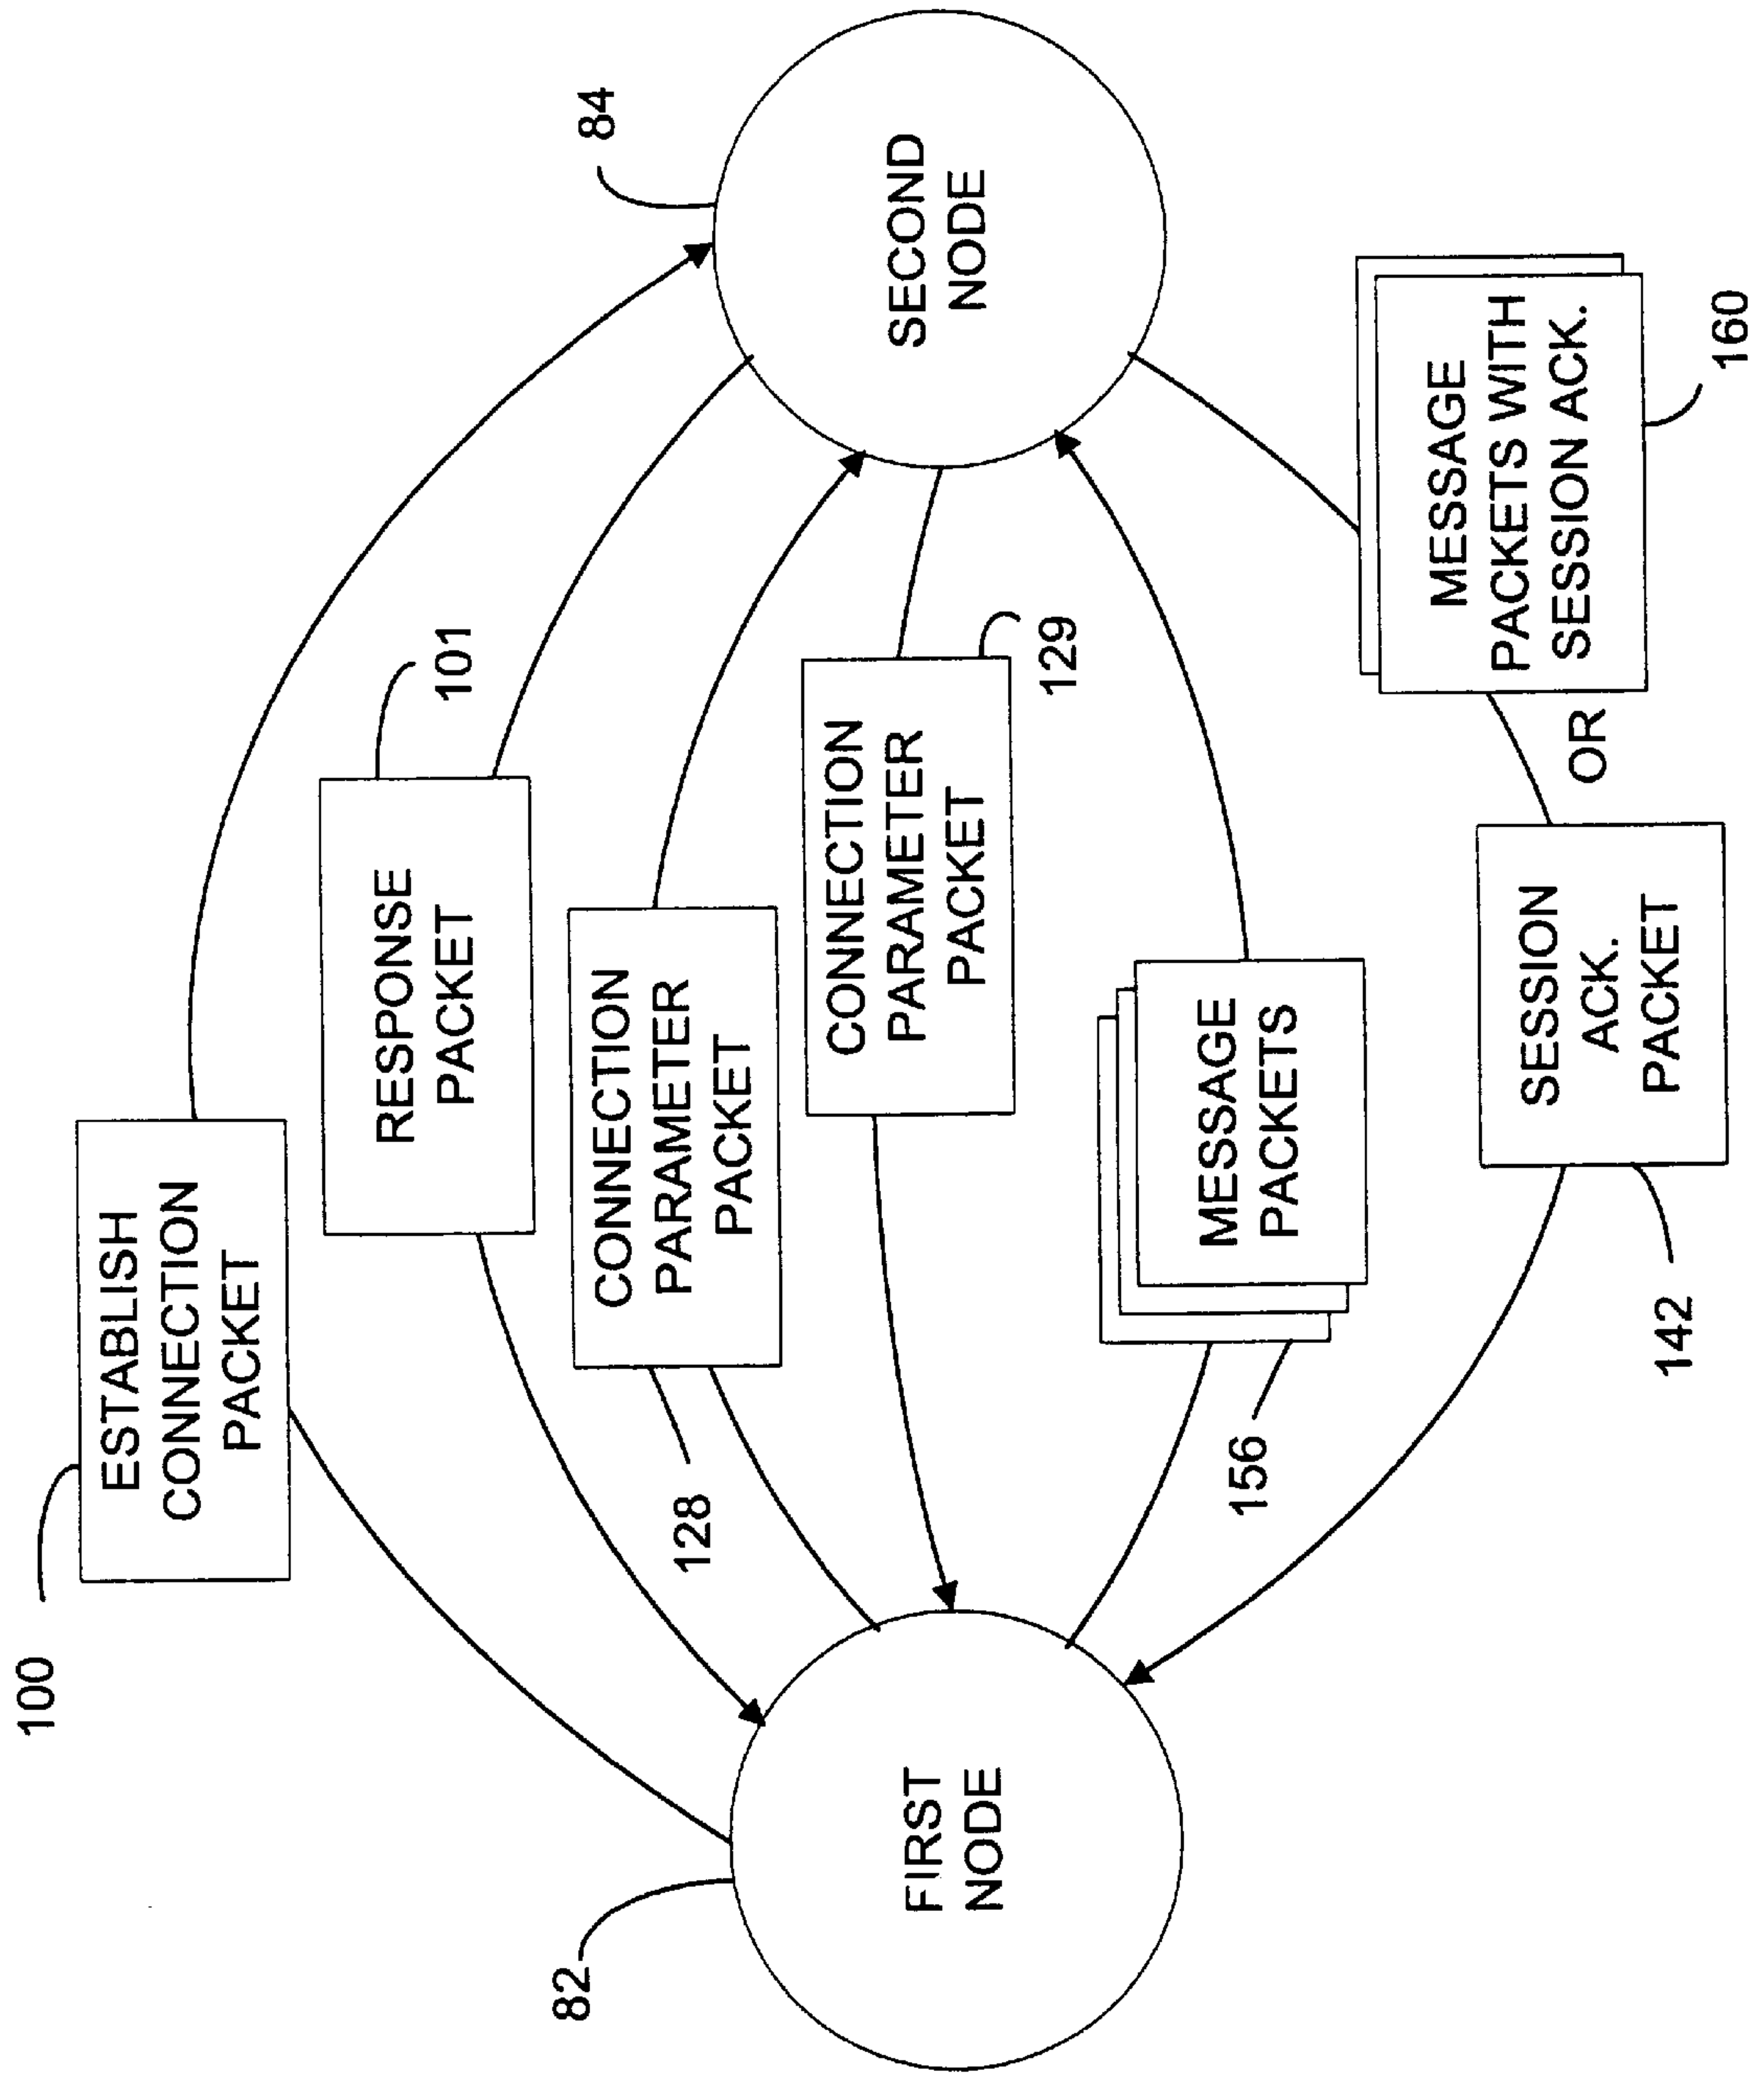 100
ESTABLISH
CONNECTION
PACKET
RESPONSE
PACKET
101
84
128
CONNECTION
PARAMETER
PACKET
CONNECTION
PARAMETER
PACKET
129
82
FIRST
NODE
SECOND
NODE
156
MESSAGE
PACKETS
142
SESSION
ACK.
PACKET
OR
MESSAGE
PACKETS WITH
SESSION ACK.
160